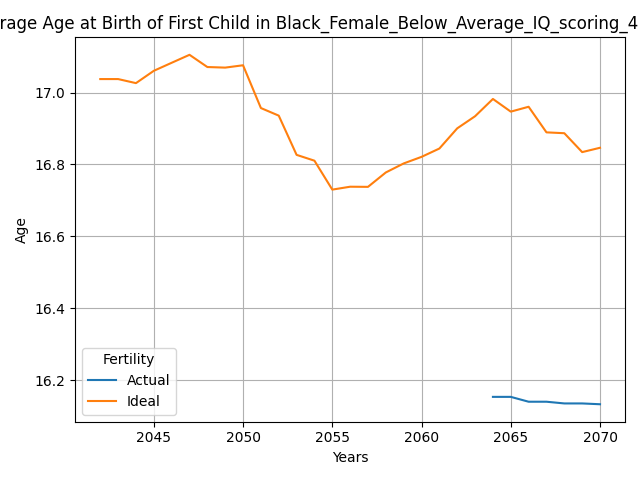 rage Age at Birth of First Child in Black_Female_Below_Average_IQ_scoring_4
17.0
16.8
16.6
16.4
16.2
Age
Fertility
Actual
Ideal
2045 2050 2055 2060 2065 2070
Years